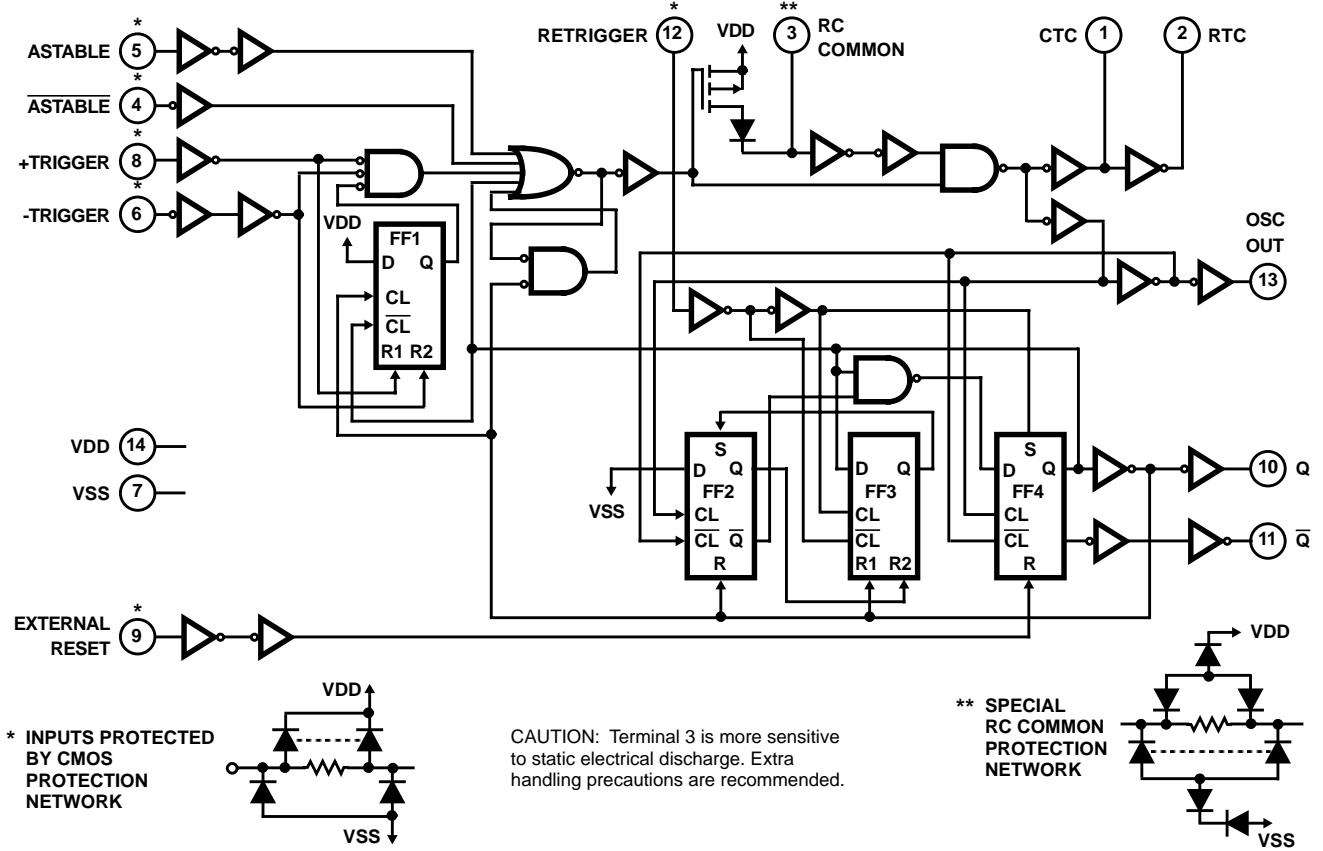 *
ASTABLE 5
*
ASTABLE 4
*
+TRIGGER 8
*
-TRIGGER 6
*
RETRIGGER 12
VDD
**
3 RC
COMMON
CTC 1
2 RTC
OSC
OUT
13
VDD
FF1
D Q
CL
CL
R1 R2
VDD 14
VSS 7
S
D Q
FF2
CL
CL Q
R
VSS
D Q
FF3
CL
CL
R1 R2
S
D Q
FF4
CL
CL
R
10 Q
11 Q
*
EXTERNAL
RESET 9
* INPUTS PROTECTED
BY CMOS
PROTECTION
NETWORK
VDD
VSS
CAUTION: Terminal 3 is more sensitive
to static electrical discharge. Extra
handling precautions are recommended.
** SPECIAL
RC COMMON
PROTECTION
NETWORK
VDD
VSS